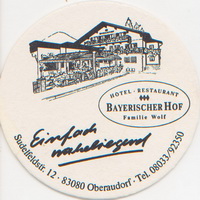 HOTEL · RESTAURANT
BAYERISCHER HOF
Familie Wolf
Einfach
naheliegend
Sudelfeldstr. 12 · 83080 Oberaudorf · Tel. 08033/92350